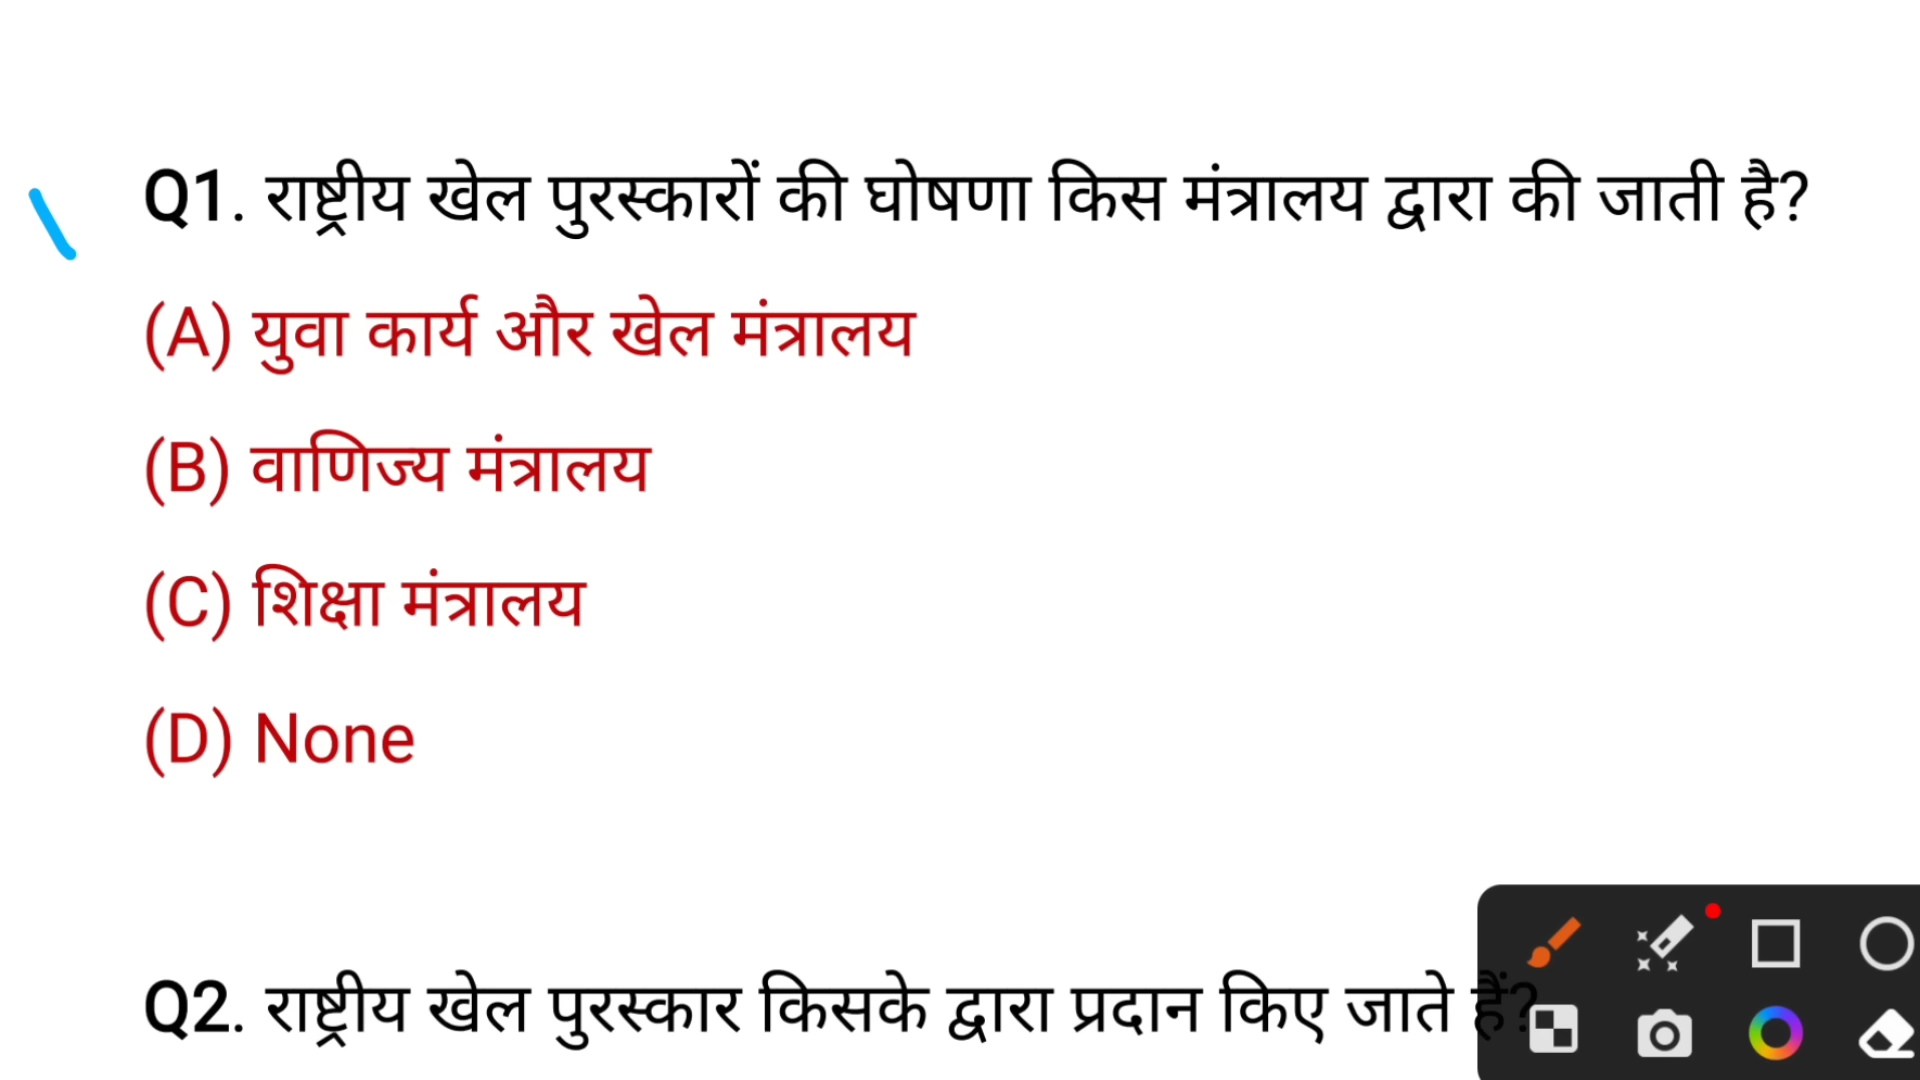 Q1. राष्ट्रीय खेल पुरस्कारों की घोषणा किस मंत्रालय द्वारा की जाती है?
(A) युवा कार्य और खेल मंत्रालय
(B) वाणिज्य मंत्रालय
(C) शिक्षा मंत्रालय
(D) None
Q2. राष्ट्रीय खेल पुरस्कार किसके द्वारा प्रदान किए जाते हैं?